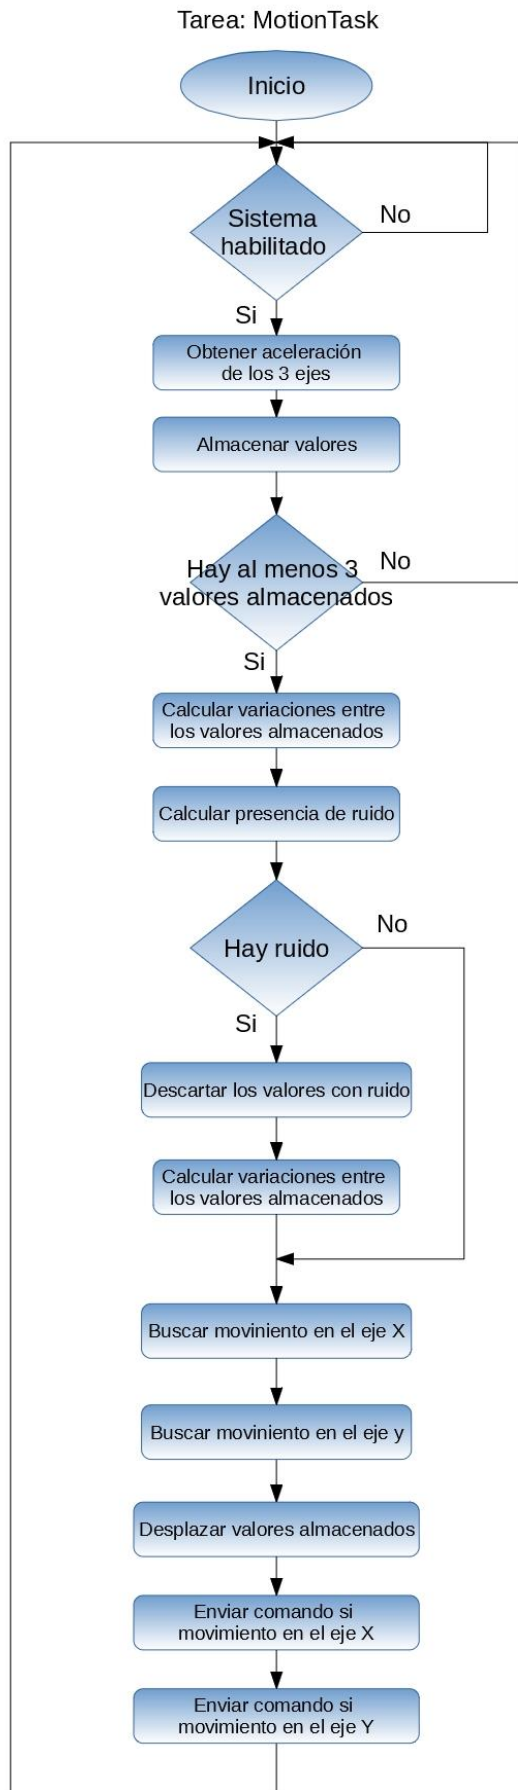 Tarea: MotionTask
Inicio
Sistema
habilitado
No
Si
Obtener aceleración
de los 3 ejes
Almacenar valores
Hay al menos 3
valores almacenados
No
Si
Calcular variaciones entre
los valores almacenados
Calcular presencia de ruido
Hay ruido
No
Si
Descartar los valores con ruido
Calcular variaciones entre
los valores almacenados
Buscar moviniento en el eje X
Buscar moviniento en el eje y
Desplazar valores almacenados
Enviar comando si
movimiento en el eje X
Enviar comando si
movimiento en el eje Y